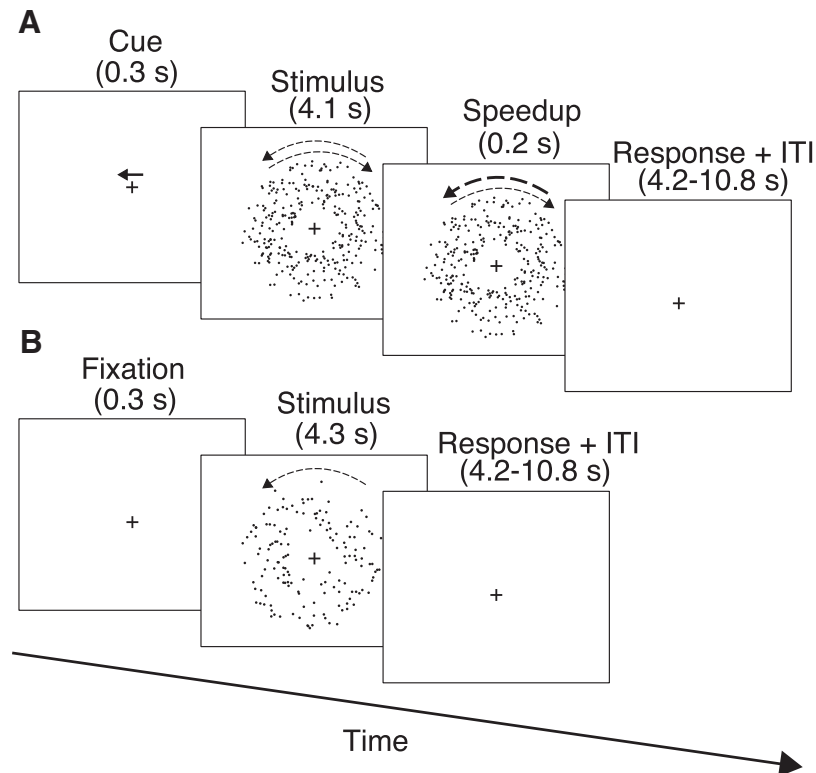 A
Cue
(0.3 s)
Stimulus
(4.1 s)
Speedup
(0.2 s)
Response + ITI
(4.2-10.8 s)
B
Fixation
(0.3 s)
Stimulus
(4.3 s)
Response + ITI
(4.2-10.8 s)
Time